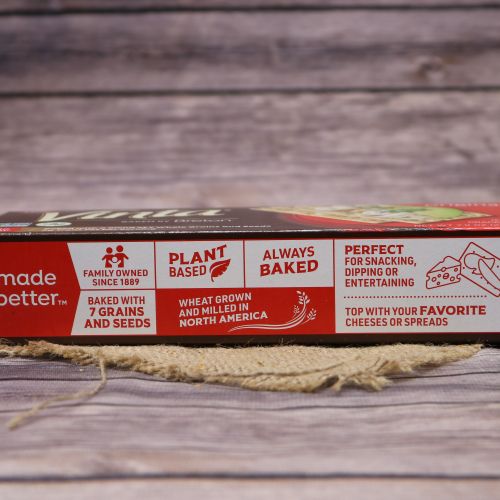 Vinta
made
better™
FAMILY OWNED
SINCE 1889
PLANT
BASED
ALWAYS
BAKED
PERFECT
FOR SNACKING,
DIPPING OR
ENTERTAINING
BAKED WITH
7 GRAINS
AND SEEDS
WHEAT GROWN
AND MILLED IN
NORTH AMERICA
TOP WITH YOUR FAVORITE
CHEESES OR SPREADS